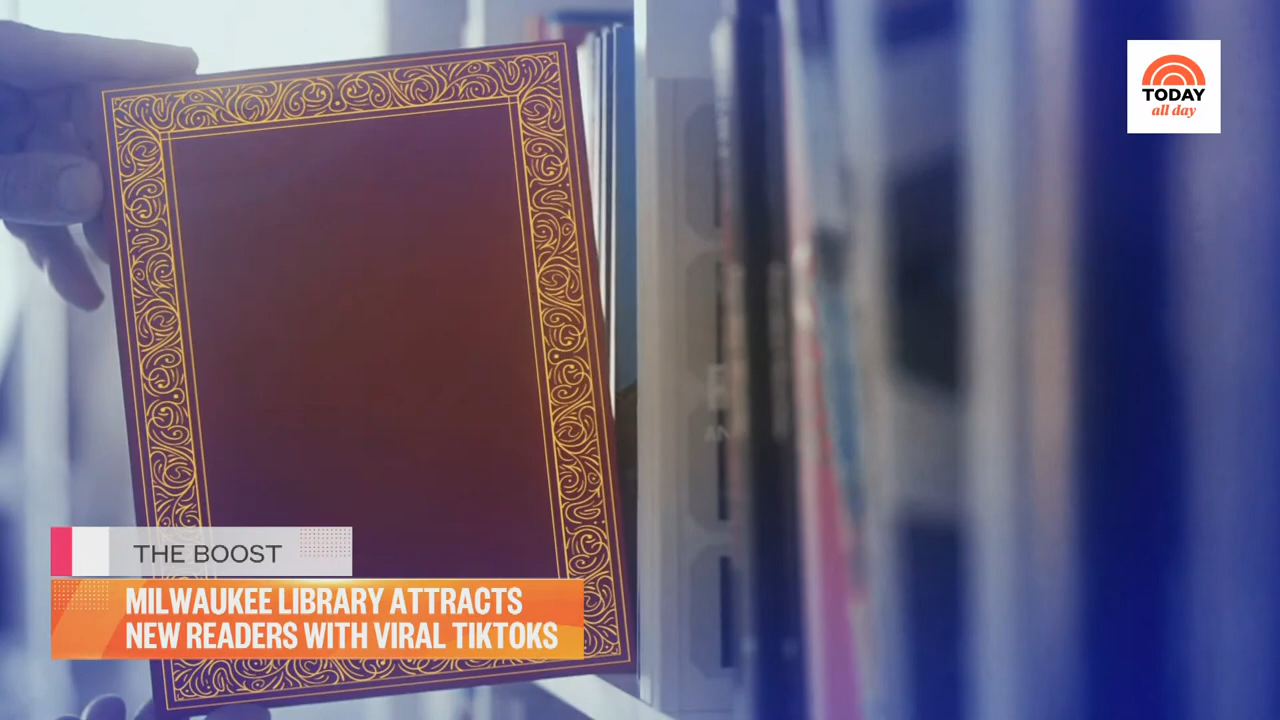 TODAY
all day
THE BOOST
MILWAUKEE LIBRARY ATTRACTS
NEW READERS WITH VIRAL TIKTOKS